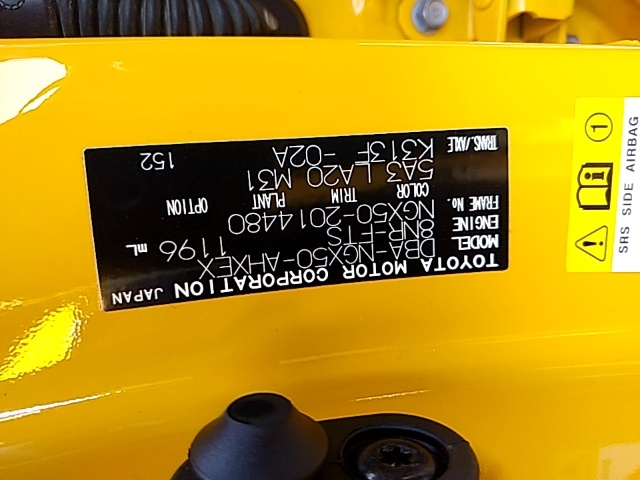 TOYOTA MOTOR CORPORATION JAPAN
MODEL DBA-NGX50-AHXEX
ENGINE 8NR-FTS 1196 mL
FRAME No. NGX50-2014480
COLOR TRIM PLANT OPTION
5A3 LA20 M31
TRANS./AXLE K313F-02A
152
SRS SIDE AIRBAG
1